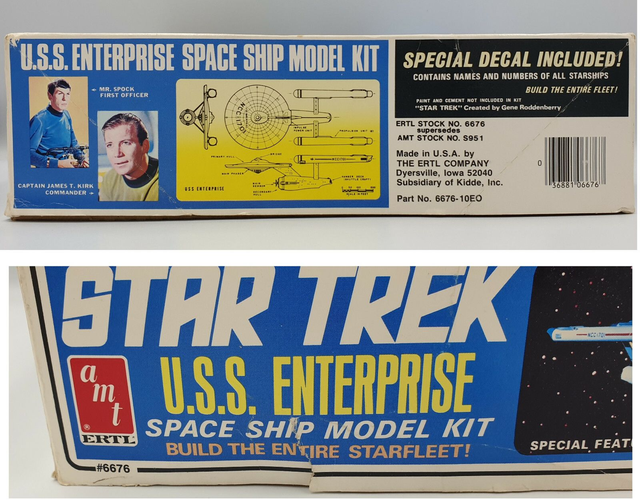 U.S.S. ENTERPRISE SPACE SHIP MODEL KIT
MR. SPOCK
FIRST OFFICER
CAPTAIN JAMES T. KIRK
COMMANDER
U.S.S. ENTERPRISE
SPECIAL DECAL INCLUDED!
CONTAINS NAMES AND NUMBERS OF ALL STARSHIPS
BUILD THE ENTIRE FLEET!
PAINT AND CEMENT NOT INCLUDED IN KIT
"STAR TREK" Created by Gene Roddenberry
ERTL STOCK NO. 6676
supersedes
AMT STOCK NO. S951
Made in U.S.A. by
THE ERTL COMPANY
Dyersville, Iowa 52040
Subsidiary of Kidde, Inc.
Part No. 6676-10EO
0
36881 06676
STAR TREK
amt
®
ERTL
U.S.S. ENTERPRISE
SPACE SHIP MODEL KIT
BUILD THE ENTIRE STARFLEET!
SPECIAL FEAT
#6676